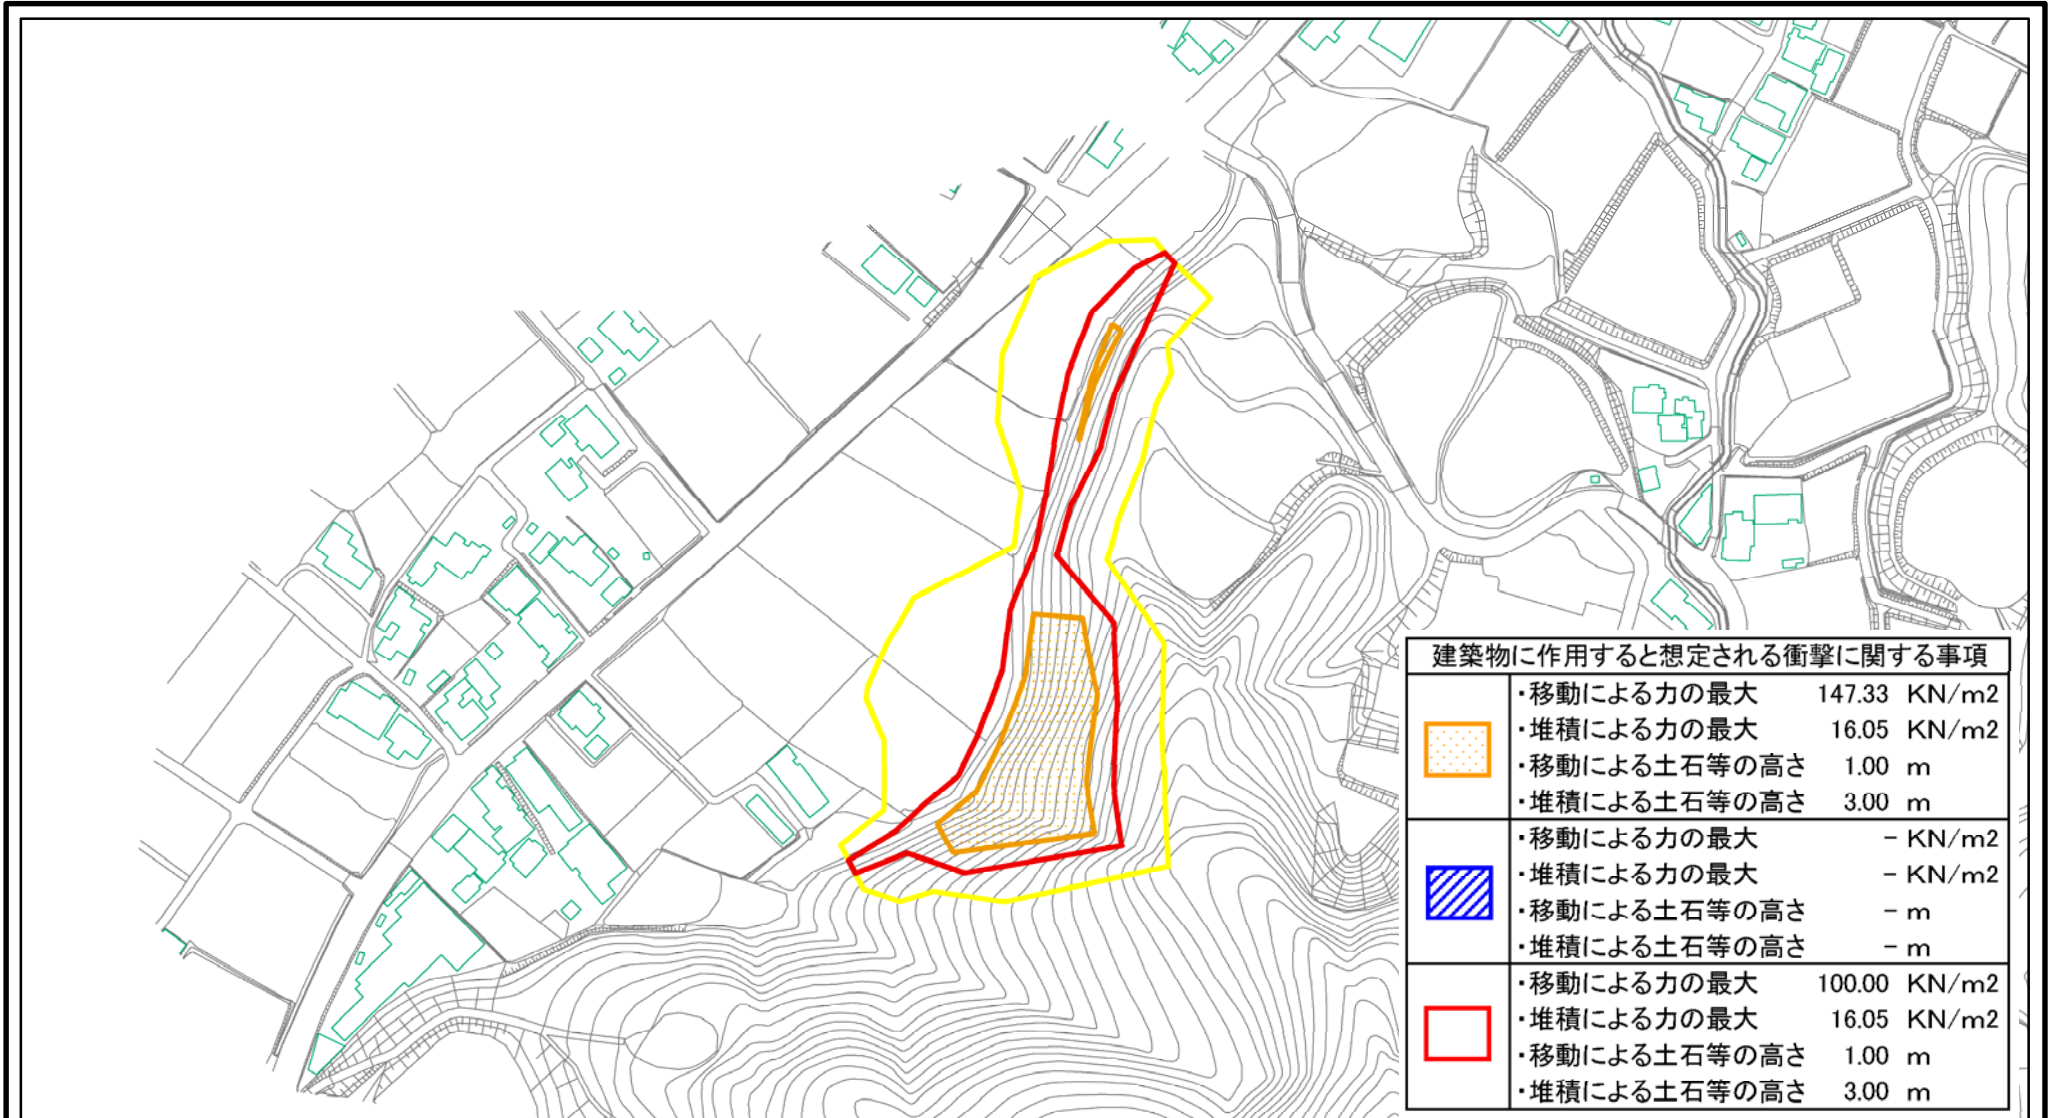 建築物に作用すると想定される衝撃に関する事項
・移動による力の最大 147.33 KN/m2
・堆積による力の最大 16.05 KN/m2
・移動による土石等の高さ 1.00 m
・堆積による土石等の高さ 3.00 m
・移動による力の最大 - KN/m2
・堆積による力の最大 - KN/m2
・移動による土石等の高さ - m
・堆積による土石等の高さ - m
・移動による力の最大 100.00 KN/m2
・堆積による力の最大 16.05 KN/m2
・移動による土石等の高さ 1.00 m
・堆積による土石等の高さ 3.00 m